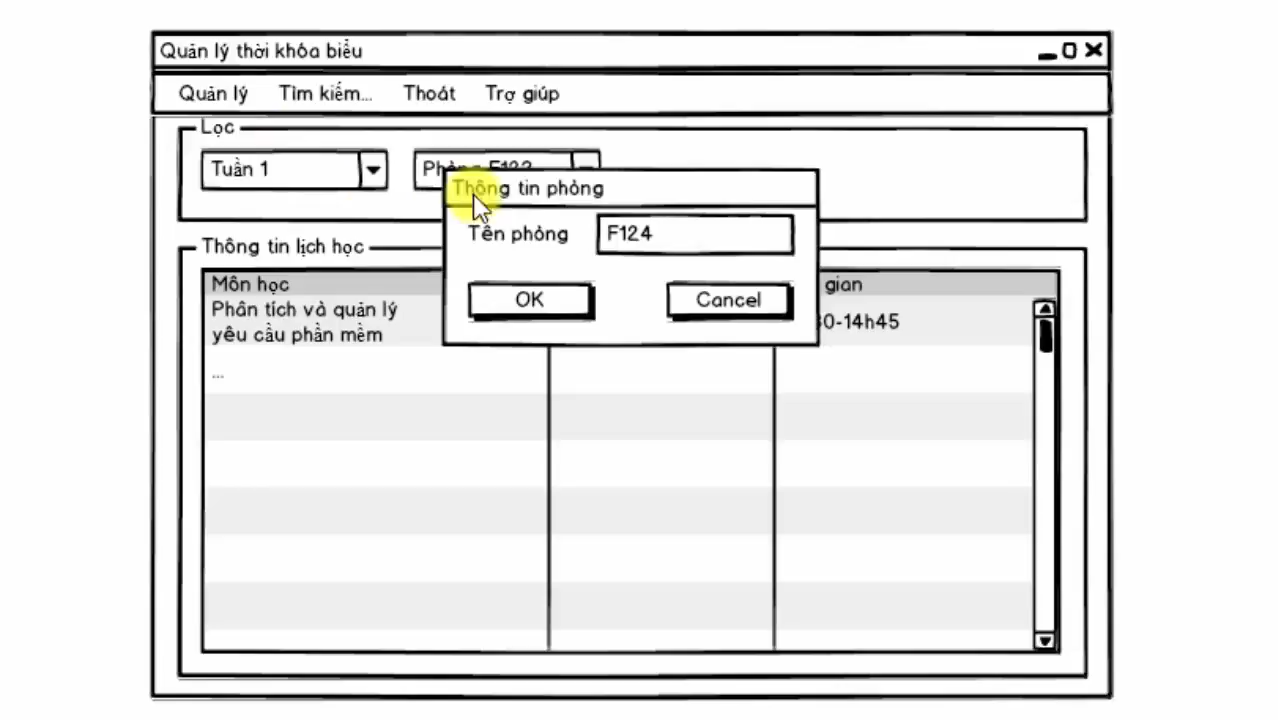 Quản lý thời khóa biểu
Quản lý Tìm kiếm... Thoát Trợ giúp
Lọc
Tuần 1
Thông tin phòng
Tên phòng F124
OK Cancel
Thông tin lịch học
Môn học gian
Phân tích và quản lý
yêu cầu phần mềm
0-14h45
...